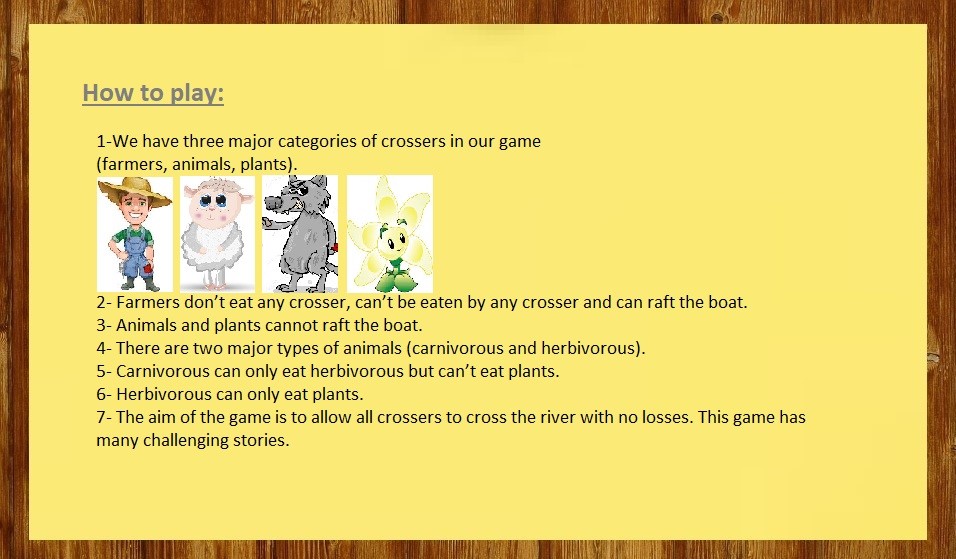 How to play:
1-We have three major categories of crossers in our game
(farmers, animals, plants).
2- Farmers don’t eat any crosser, can’t be eaten by any crosser and can raft the boat.
3- Animals and plants cannot raft the boat.
4- There are two major types of animals (carnivorous and herbivorous).
5- Carnivorous can only eat herbivorous but can’t eat plants.
6- Herbivorous can only eat plants.
7- The aim of the game is to allow all crossers to cross the river with no losses. This game has
many challenging stories.